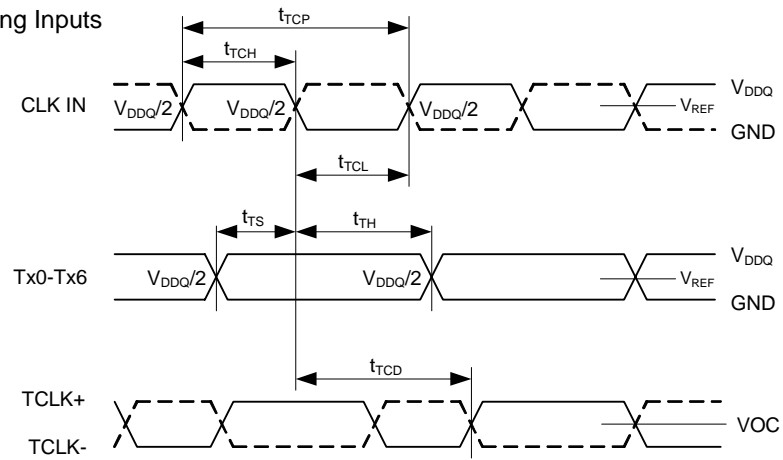 ng Inputs
tTCP
tTCH
CLK IN VDDQ/2 VDDQ/2 VDDQ/2 VREF VDDQ
GND
tTCL
tTS tTH
Tx0-Tx6 VDDQ/2 VDDQ/2 VREF VDDQ
GND
tTCD
TCLK+
TCLK- VOC